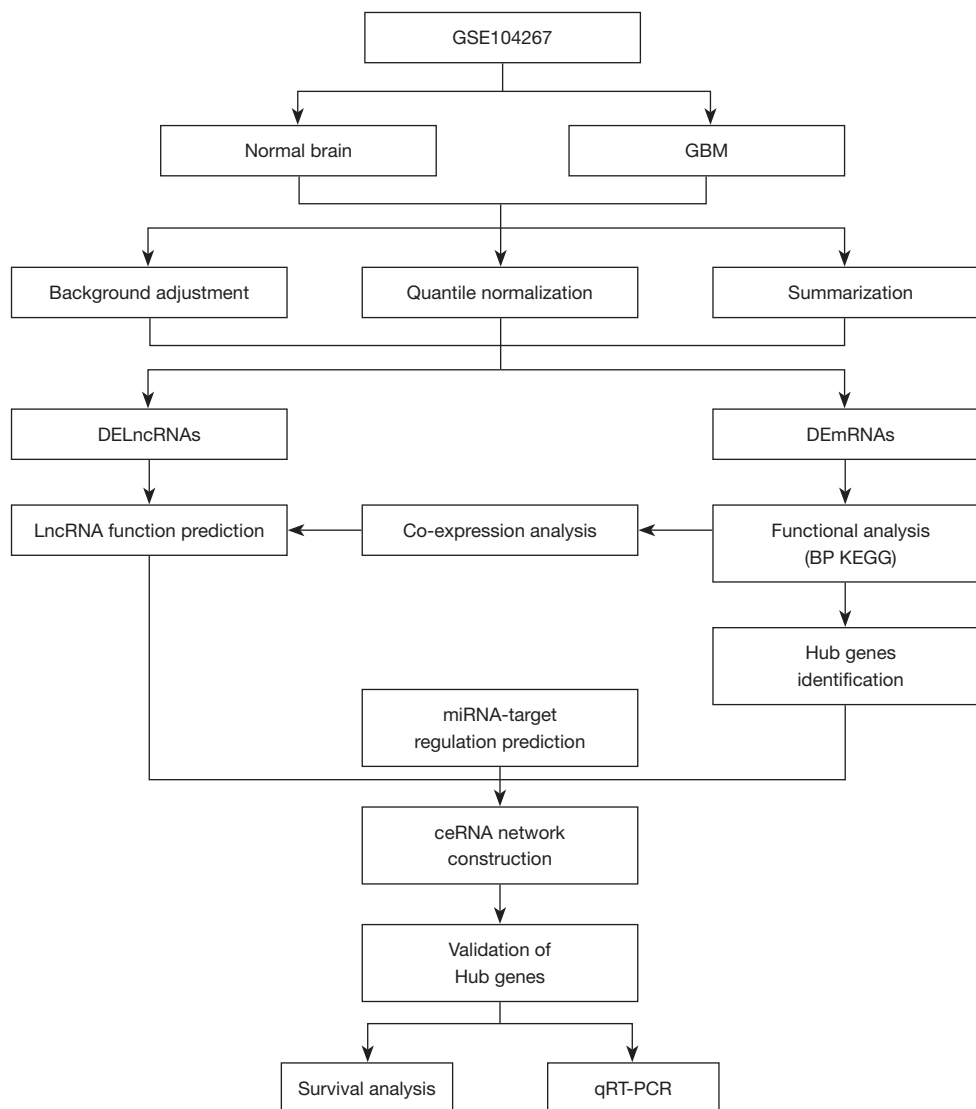 GSE104267
Normal brain
GBM
Background adjustment
Quantile normalization
Summarization
DELncRNAs
DEmRNAs
LncRNA function prediction
Co-expression analysis
Functional analysis
(BP KEGG)
Hub genes
identification
miRNA-target
regulation prediction
ceRNA network
construction
Validation of
Hub genes
Survival analysis
qRT-PCR